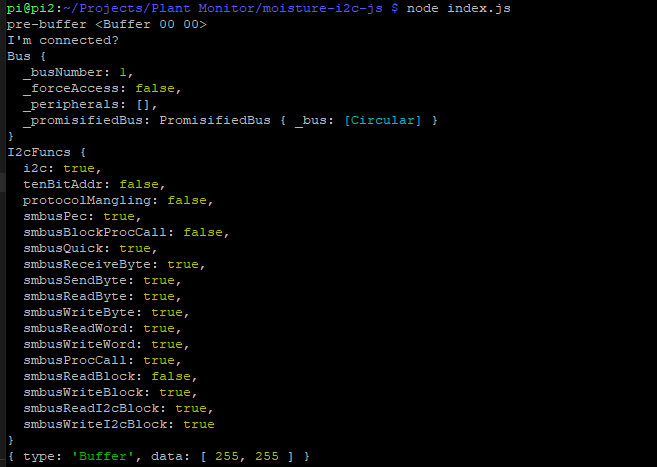 pi@pi2:~/Projects/Plant Monitor/moisture-i2c-js $ node index.js
pre-buffer <Buffer 00 00>
I'm connected?
Bus {
  _busNumber: 1,
  _forceAccess: false,
  _peripherals: [],
  _promisifiedBus: PromisifiedBus { _bus: [Circular] }
}
I2cFuncs {
  i2c: true,
  tenBitAddr: false,
  protocolMangling: false,
  smbusPec: true,
  smbusBlockProcCall: false,
  smbusQuick: true,
  smbusReceiveByte: true,
  smbusSendByte: true,
  smbusReadByte: true,
  smbusWriteByte: true,
  smbusReadWord: true,
  smbusWriteWord: true,
  smbusProcCall: true,
  smbusReadBlock: false,
  smbusWriteBlock: true,
  smbusReadI2cBlock: true,
  smbusWriteI2cBlock: true
}
{ type: 'Buffer', data: [ 255, 255 ] }